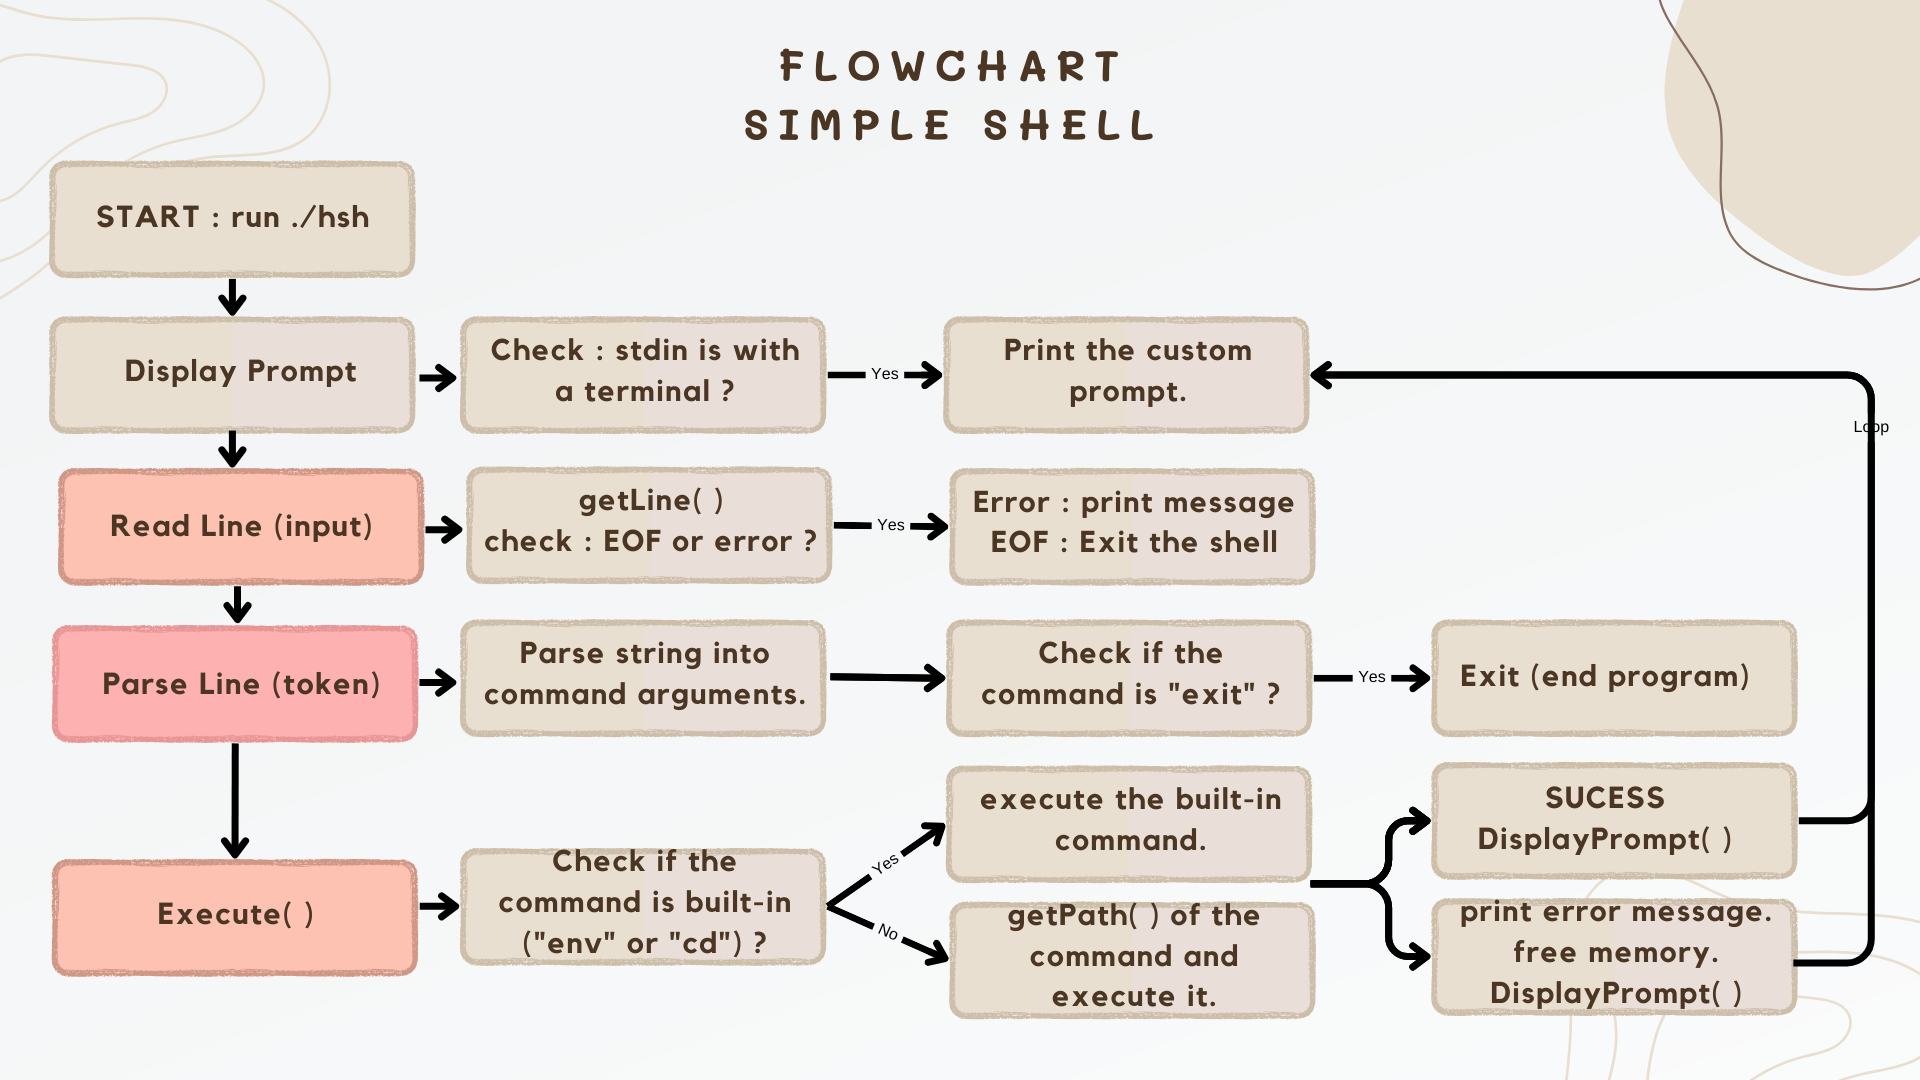 FLOWCHART
SIMPLE SHELL
START : run ./hsh
Display Prompt
Check : stdin is with
a terminal ?
Yes
Print the custom
prompt.
Loop
Read Line (input)
getLine( )
check : EOF or error ?
Yes
Error : print message
EOF : Exit the shell
Parse Line (token)
Parse string into
command arguments.
Check if the
command is "exit" ?
Yes
Exit (end program)
Execute( )
Check if the
command is built-in
("env" or "cd") ?
Yes
No
execute the built-in
command.
getPath( ) of the
command and
execute it.
SUCESS
DisplayPrompt( )
print error message.
free memory.
DisplayPrompt( )